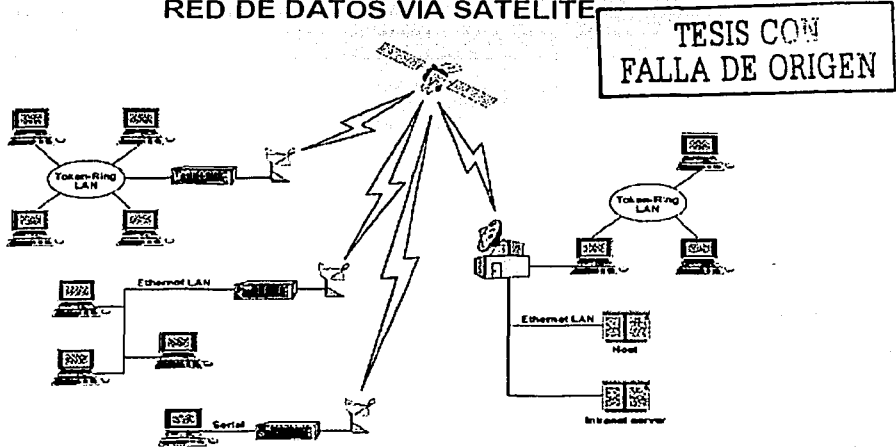 RED DE DATOS VIA SATELITE
TESIS CON
FALLA DE ORIGEN
Token-Ring
LAN
Token-Ring
LAN
Ethernet LAN
Ethernet LAN
Host
Serial
Intranet server